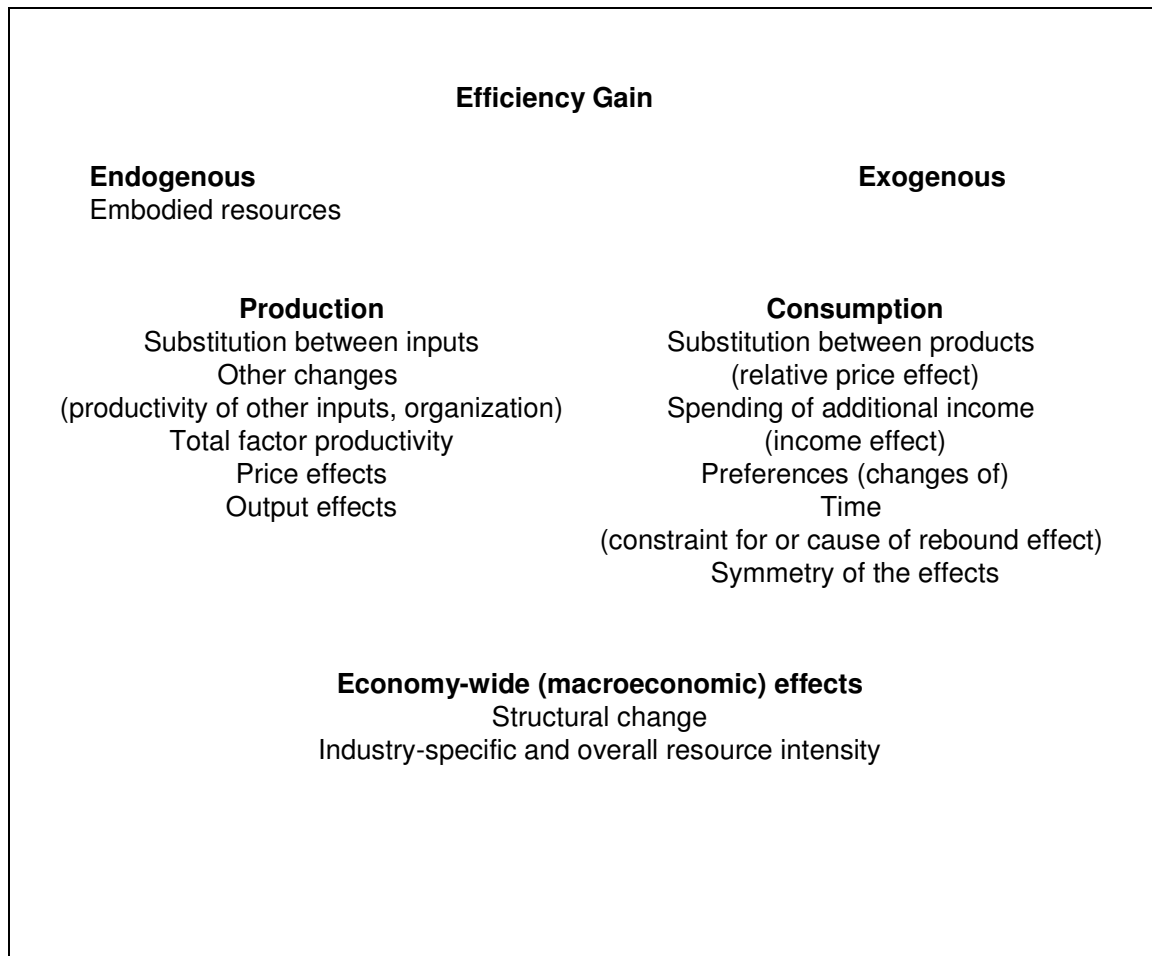 Efficiency Gain
Endogenous
Exogenous
Embodied resources
Production
Substitution between inputs
Other changes
(productivity of other inputs, organization)
Total factor productivity
Price effects
Output effects
Consumption
Substitution between products
(relative price effect)
Spending of additional income
(income effect)
Preferences (changes of)
Time
(constraint for or cause of rebound effect)
Symmetry of the effects
Economy-wide (macroeconomic) effects
Structural change
Industry-specific and overall resource intensity